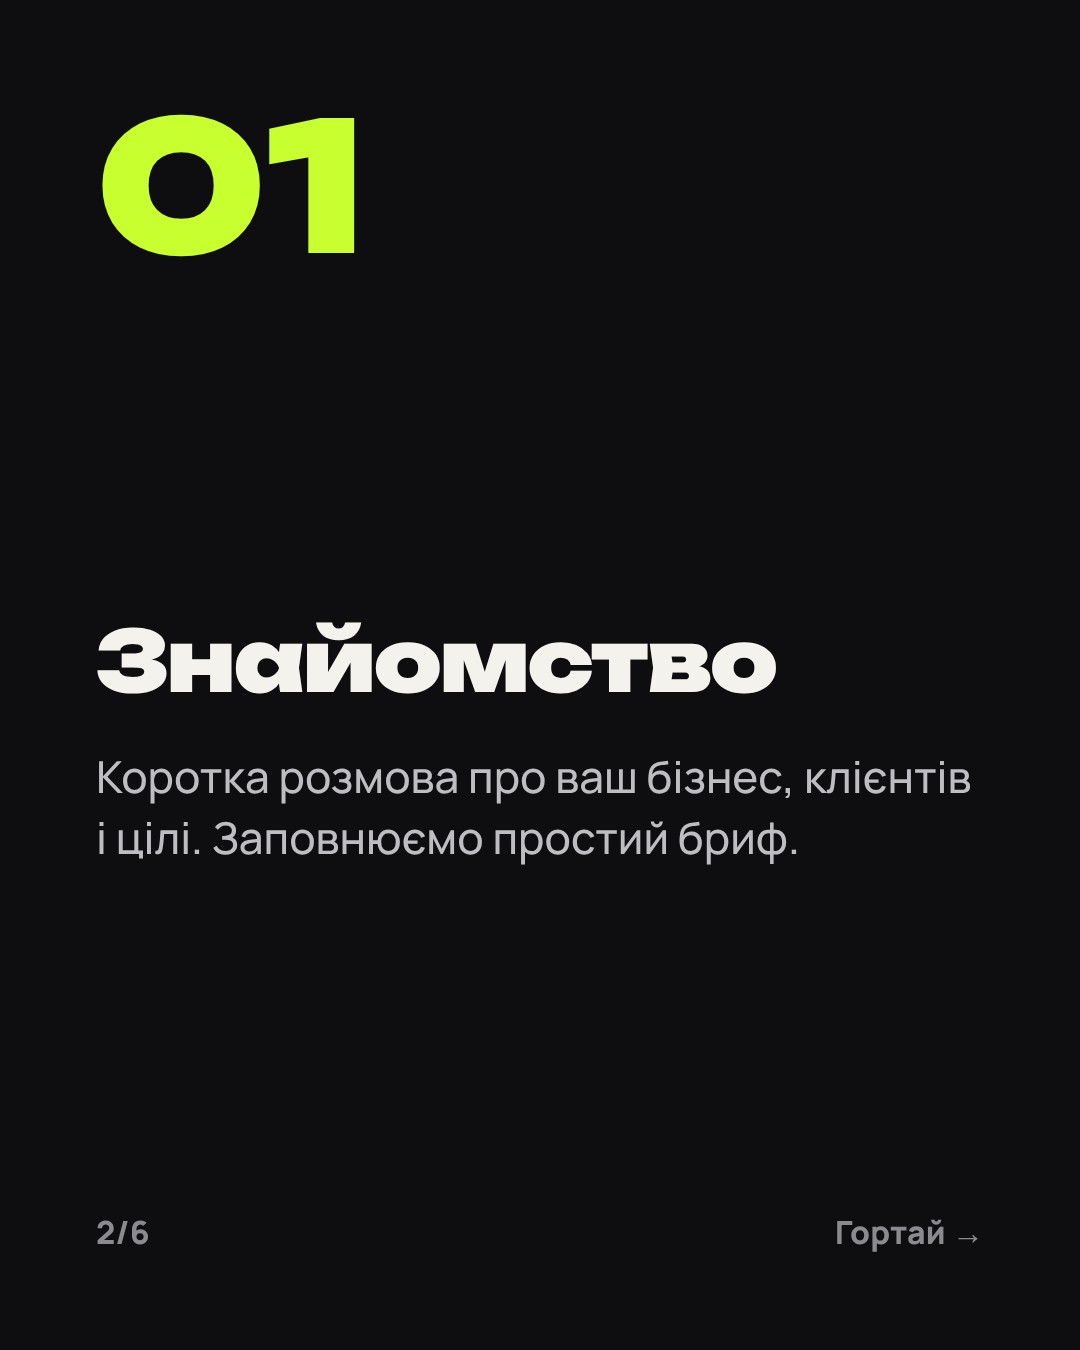 01
Знайомство
Коротка розмова про ваш бізнес, клієнтів
і цілі. Заповнюємо простий бриф.
2/6
Гортай →